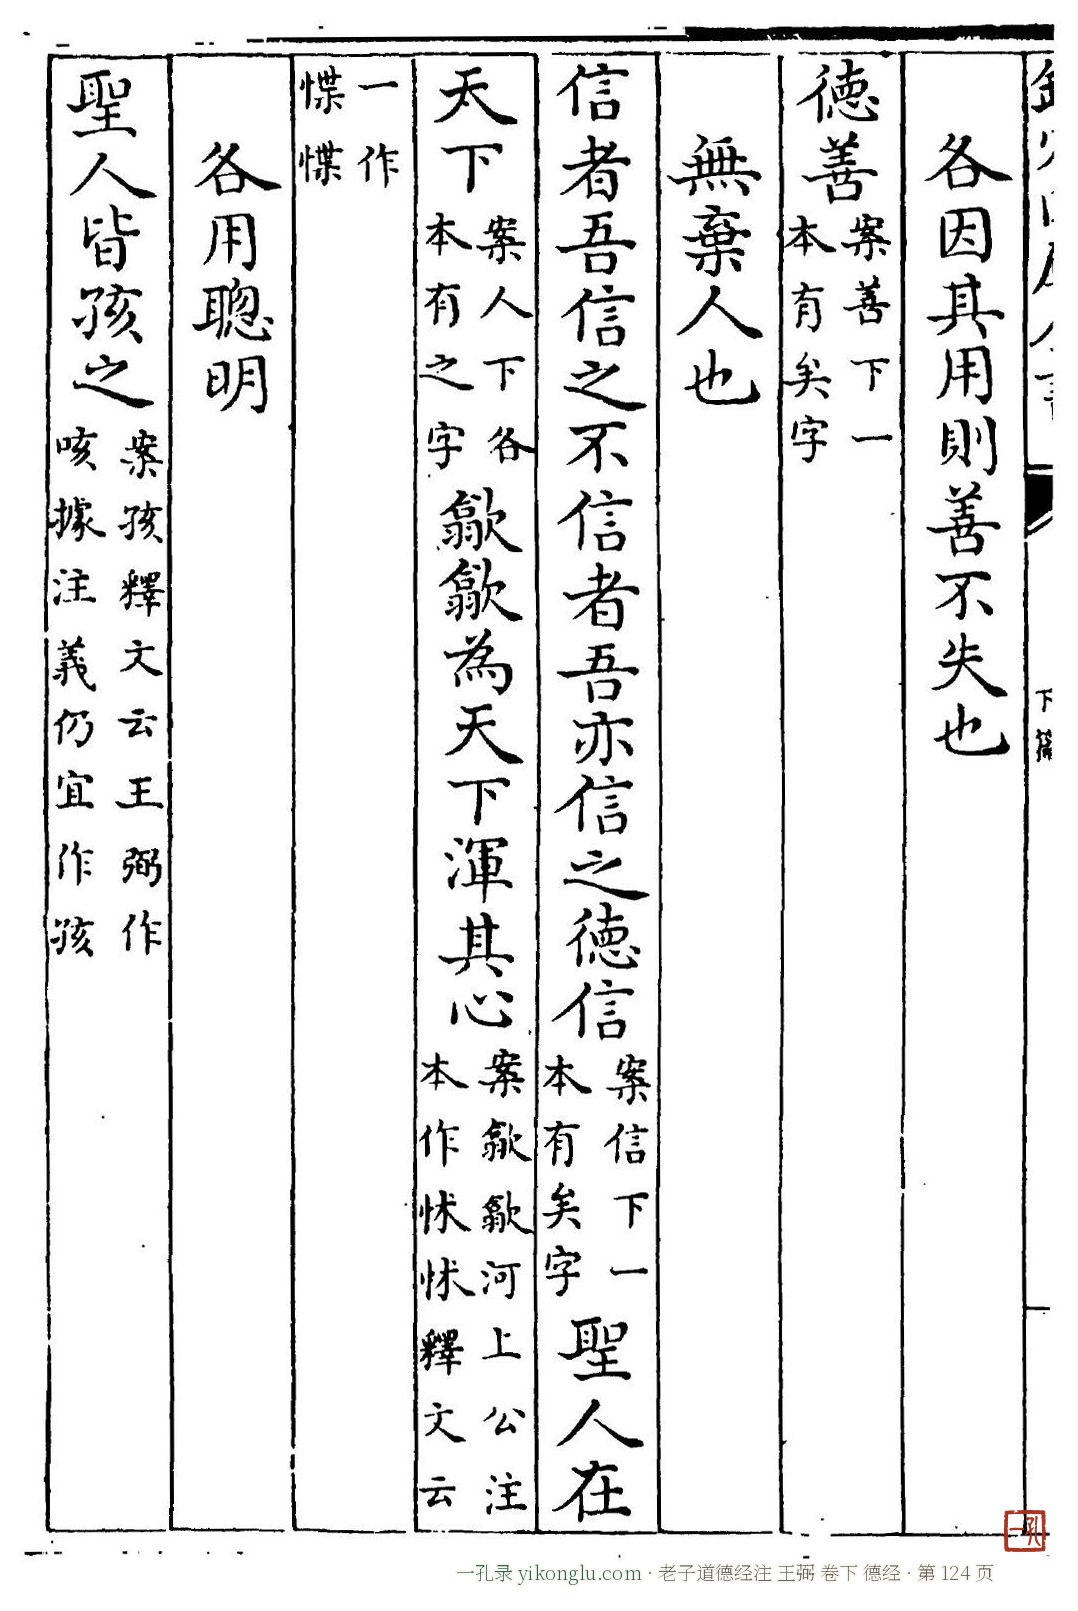 各因其用則善不失也
德善案善下一本有矣字
無棄人也
信者吾信之不信者吾亦信之德信案信下一本有矣字聖人在
天下案人下各本有之字歙歙為天下渾其心案歙歙河上公注本作怵怵釋文云
一作惵惵
各用聰明
聖人皆孩之案孩釋文云王弼作咳據注義仍宜作孩
下篇
一孔录 yikonglu.com · 老子道德经注 王弼 卷下 德经 · 第 124 页